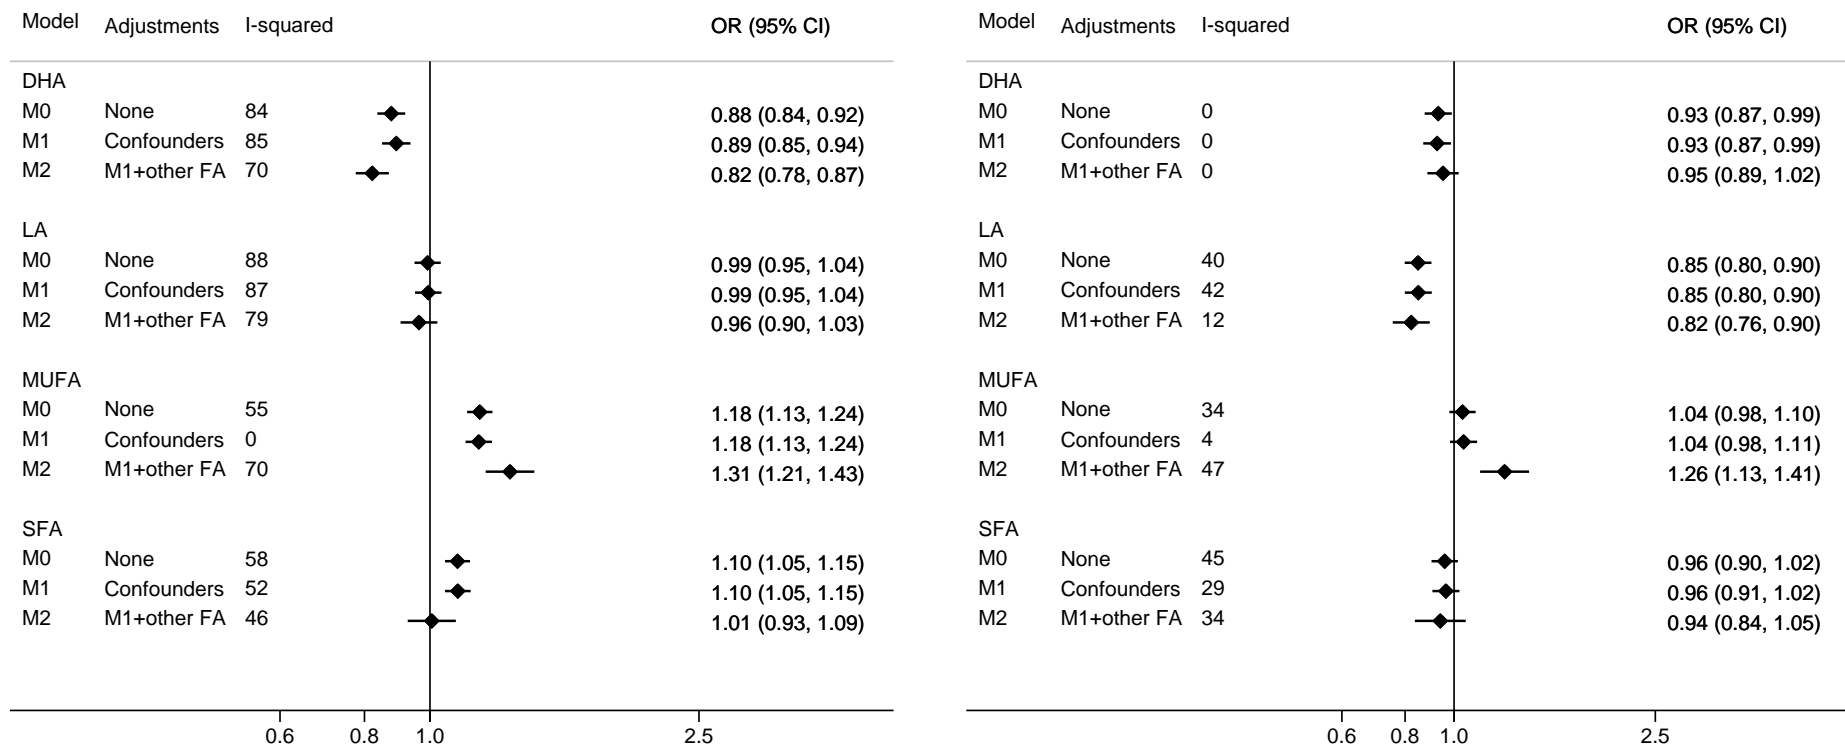 Model Adjustments I-squared OR (95% CI)
DHA
M0 None 84 0.88 (0.84, 0.92)
M1 Confounders 85 0.89 (0.85, 0.94)
M2 M1+other FA 70 0.82 (0.78, 0.87)
LA
M0 None 88 0.99 (0.95, 1.04)
M1 Confounders 87 0.99 (0.95, 1.04)
M2 M1+other FA 79 0.96 (0.90, 1.03)
MUFA
M0 None 55 1.18 (1.13, 1.24)
M1 Confounders 0 1.18 (1.13, 1.24)
M2 M1+other FA 70 1.31 (1.21, 1.43)
SFA
M0 None 58 1.10 (1.05, 1.15)
M1 Confounders 52 1.10 (1.05, 1.15)
M2 M1+other FA 46 1.01 (0.93, 1.09)
0.6 0.8 1.0 2.5
Model Adjustments I-squared OR (95% CI)
DHA
M0 None 0 0.93 (0.87, 0.99)
M1 Confounders 0 0.93 (0.87, 0.99)
M2 M1+other FA 0 0.95 (0.89, 1.02)
LA
M0 None 40 0.85 (0.80, 0.90)
M1 Confounders 42 0.85 (0.80, 0.90)
M2 M1+other FA 12 0.82 (0.76, 0.90)
MUFA
M0 None 34 1.04 (0.98, 1.10)
M1 Confounders 4 1.04 (0.98, 1.11)
M2 M1+other FA 47 1.26 (1.13, 1.41)
SFA
M0 None 45 0.96 (0.90, 1.02)
M1 Confounders 29 0.96 (0.91, 1.02)
M2 M1+other FA 34 0.94 (0.84, 1.05)
0.6 0.8 1.0 2.5